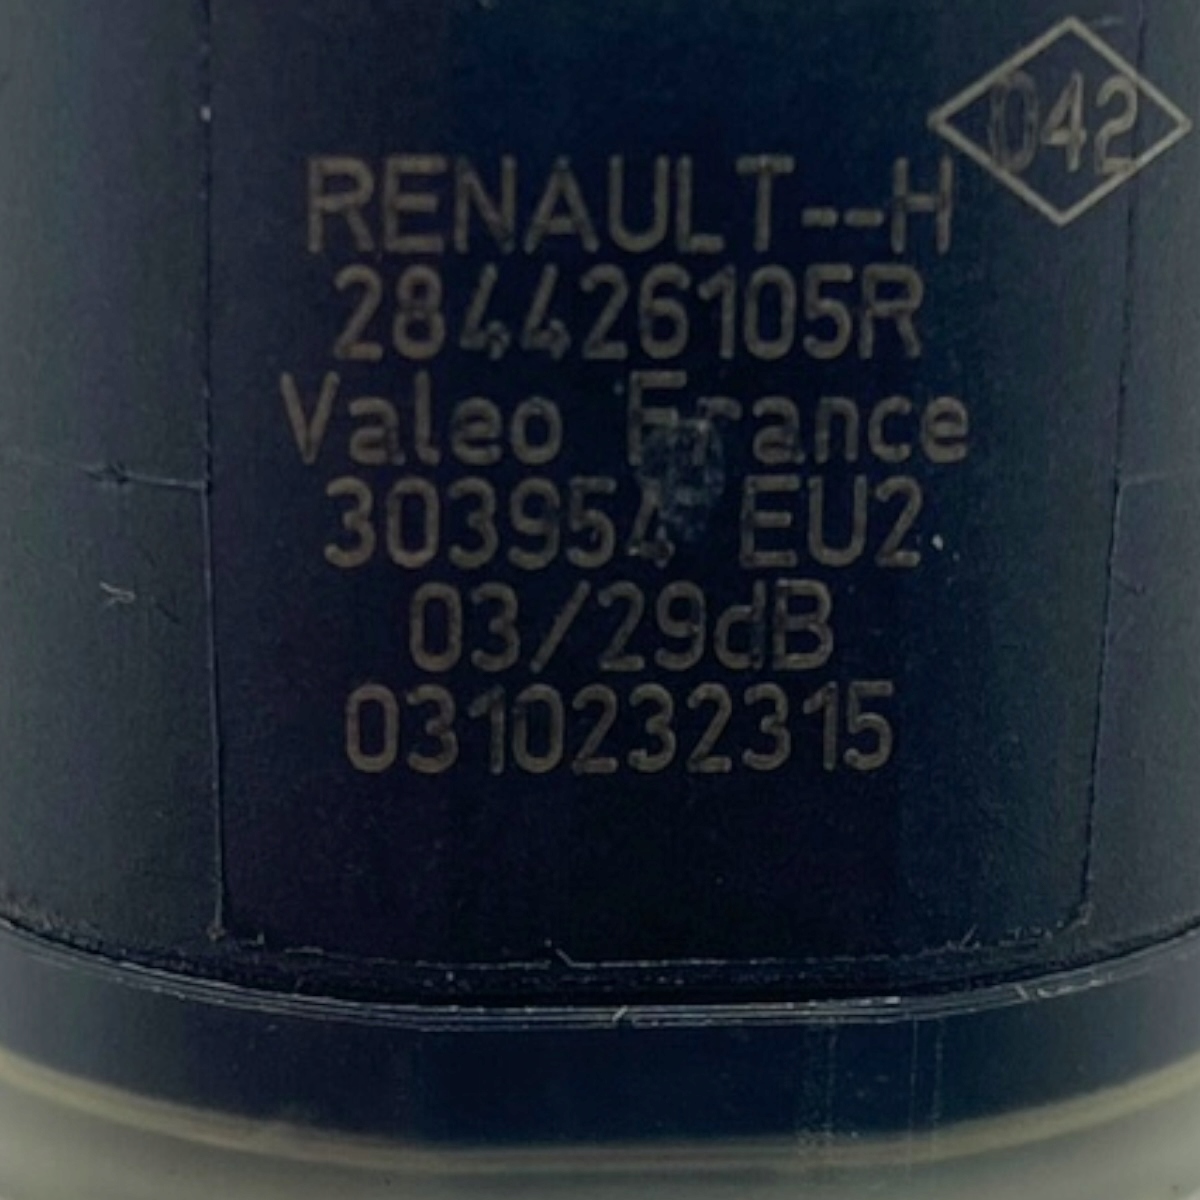 042
RENAULT--H
284426105R
Valeo France
303954 EU2
03/29dB
0310232315